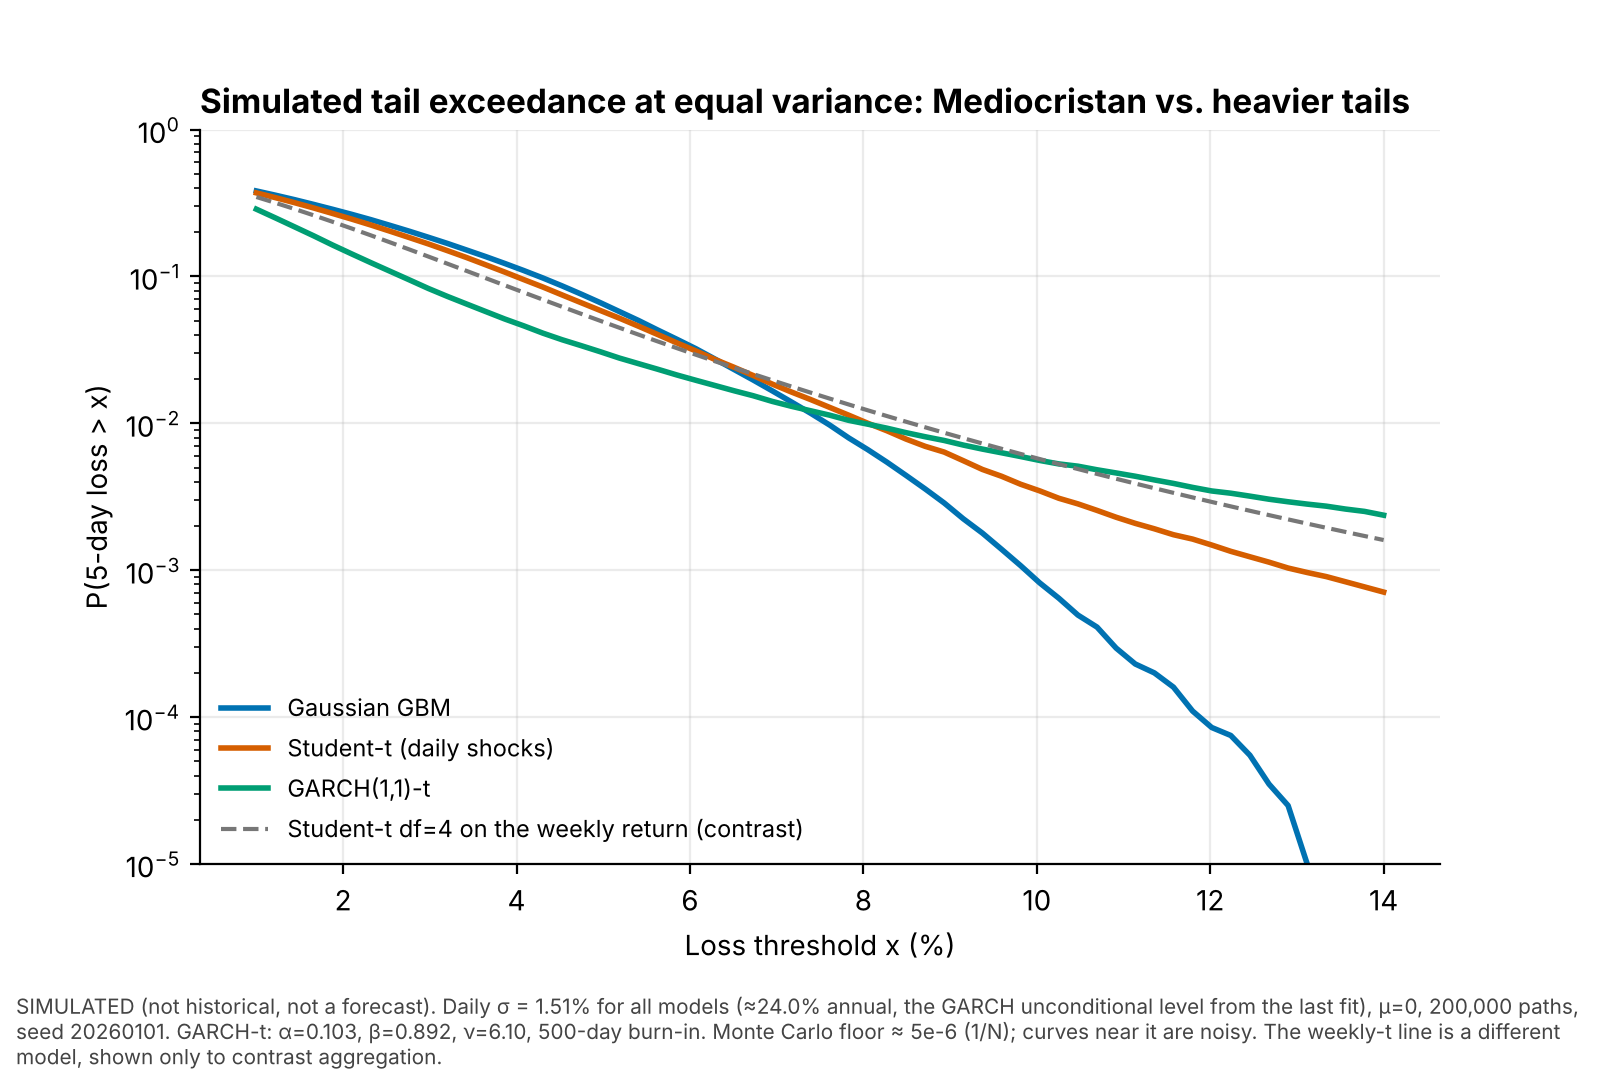 Simulated tail exceedance at equal variance: Mediocristan vs. heavier tails
10⁰
10⁻¹
10⁻²
10⁻³
10⁻⁴
10⁻⁵
P(5-day loss > x)
Gaussian GBM
Student-t (daily shocks)
GARCH(1,1)-t
Student-t df=4 on the weekly return (contrast)
2 4 6 8 10 12 14
Loss threshold x (%)
SIMULATED (not historical, not a forecast). Daily σ = 1.51% for all models (≈24.0% annual, the GARCH unconditional level from the last fit), μ=0, 200,000 paths,
seed 20260101. GARCH-t: α=0.103, β=0.892, ν=6.10, 500-day burn-in. Monte Carlo floor ≈ 5e-6 (1/N); curves near it are noisy. The weekly-t line is a different
model, shown only to contrast aggregation.